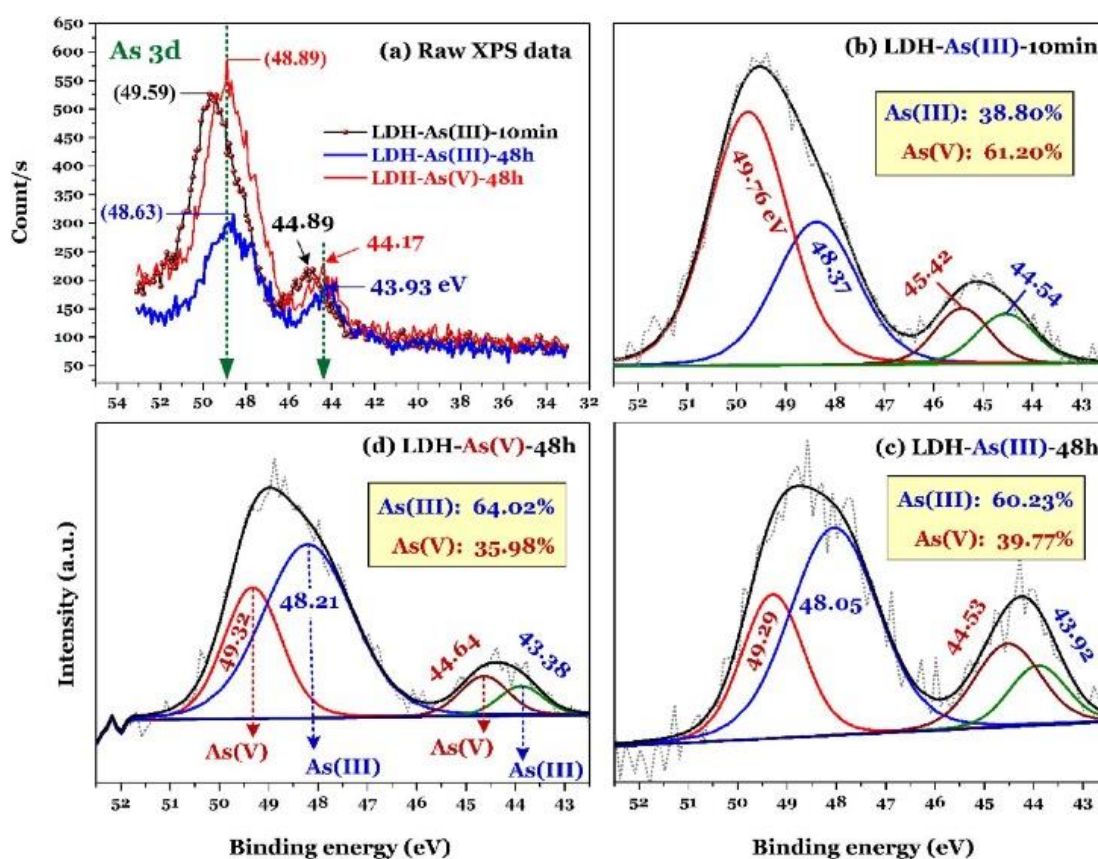 As 3d
(a) Raw XPS data
(48.89)
(49.59)
(48.63)
LDH-As(III)-10min
LDH-As(III)-48h
LDH-As(V)-48h
44.89
44.17
43.93 eV
Count/s
650
600
550
500
450
400
350
300
250
200
150
100
50
54 52 50 48 46 44 42 40 38 36 34 32
(b) LDH-As(III)-10min
As(III): 38.80%
As(V): 61.20%
49.76 eV
48.37
45.42
44.54
52 51 50 49 48 47 46 45 44 43
(d) LDH-As(V)-48h
As(III): 64.02%
As(V): 35.98%
49.32
48.21
44.64
43.38
As(V)
As(III)
As(V)
As(III)
Intensity (a.u.)
52 51 50 49 48 47 46 45 44 43
Binding energy (eV)
(c) LDH-As(III)-48h
As(III): 60.23%
As(V): 39.77%
49.29
48.05
44.53
43.92
52 51 50 49 48 47 46 45 44 43
Binding energy (eV)